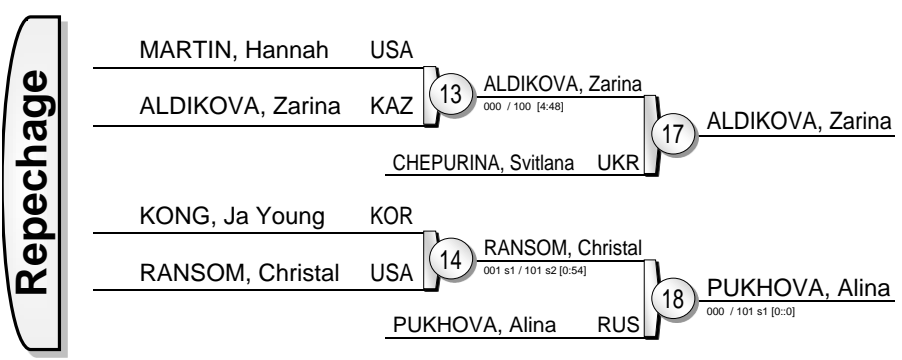 Repechage
MARTIN, Hannah USA
ALDIKOVA, Zarina KAZ
13
ALDIKOVA, Zarina
000 / 100 [4:48]
CHEPURINA, Svitlana UKR
17
ALDIKOVA, Zarina
KONG, Ja Young KOR
RANSOM, Christal USA
14
RANSOM, Christal
001 s1 / 101 s2 [0:54]
PUKHOVA, Alina RUS
18
PUKHOVA, Alina
000 / 101 s1 [0::0]